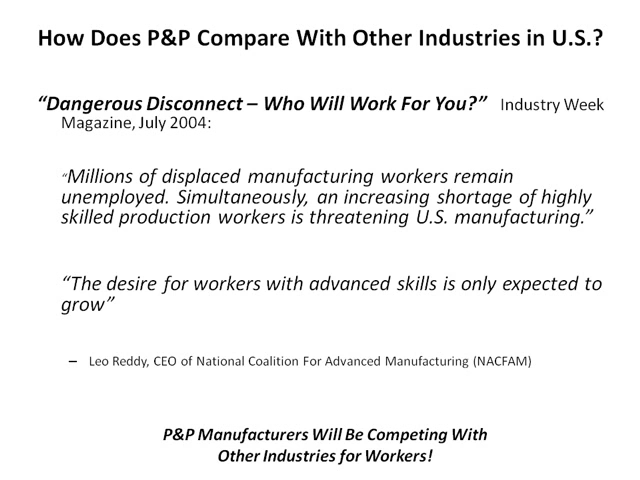 How Does P&P Compare With Other Industries in U.S.?
“Dangerous Disconnect – Who Will Work For You?” Industry Week
Magazine, July 2004:
“Millions of displaced manufacturing workers remain
unemployed. Simultaneously, an increasing shortage of highly
skilled production workers is threatening U.S. manufacturing.”
“The desire for workers with advanced skills is only expected to
grow”
– Leo Reddy, CEO of National Coalition For Advanced Manufacturing (NACFAM)
P&P Manufacturers Will Be Competing With
Other Industries for Workers!